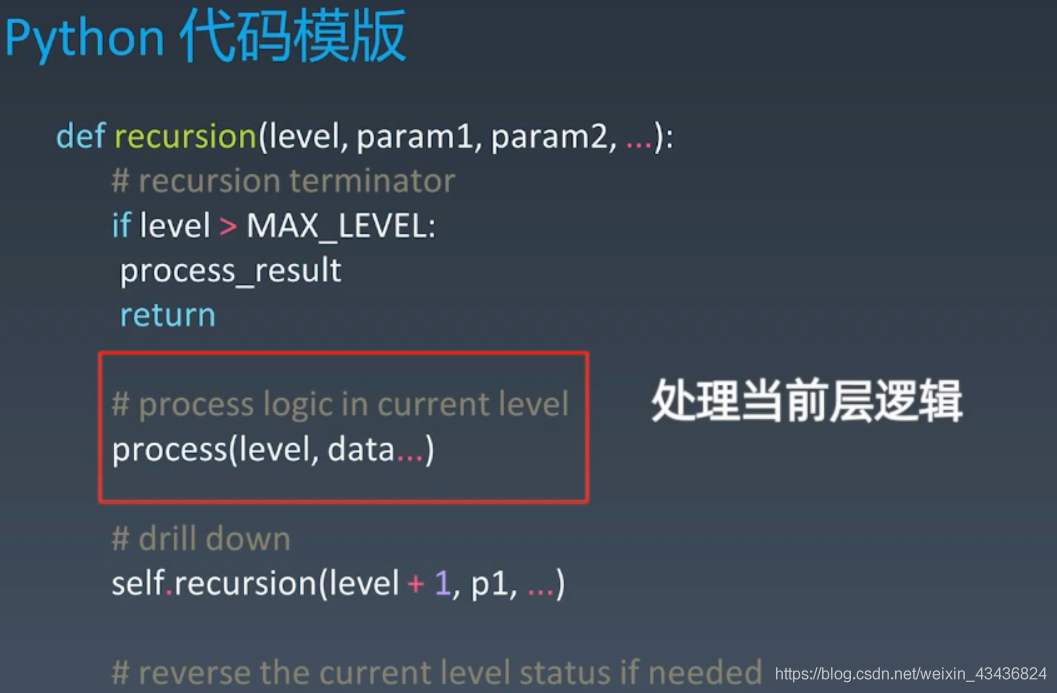 Python 代码模版
def recursion(level, param1, param2, ...):
# recursion terminator
if level > MAX_LEVEL:
process_result
return
# process logic in current level
处理当前层逻辑
process(level, data...)
# drill down
self.recursion(level + 1, p1, ...)
# reverse the current level status if needed
https://blog.csdn.net/weixin_43436824